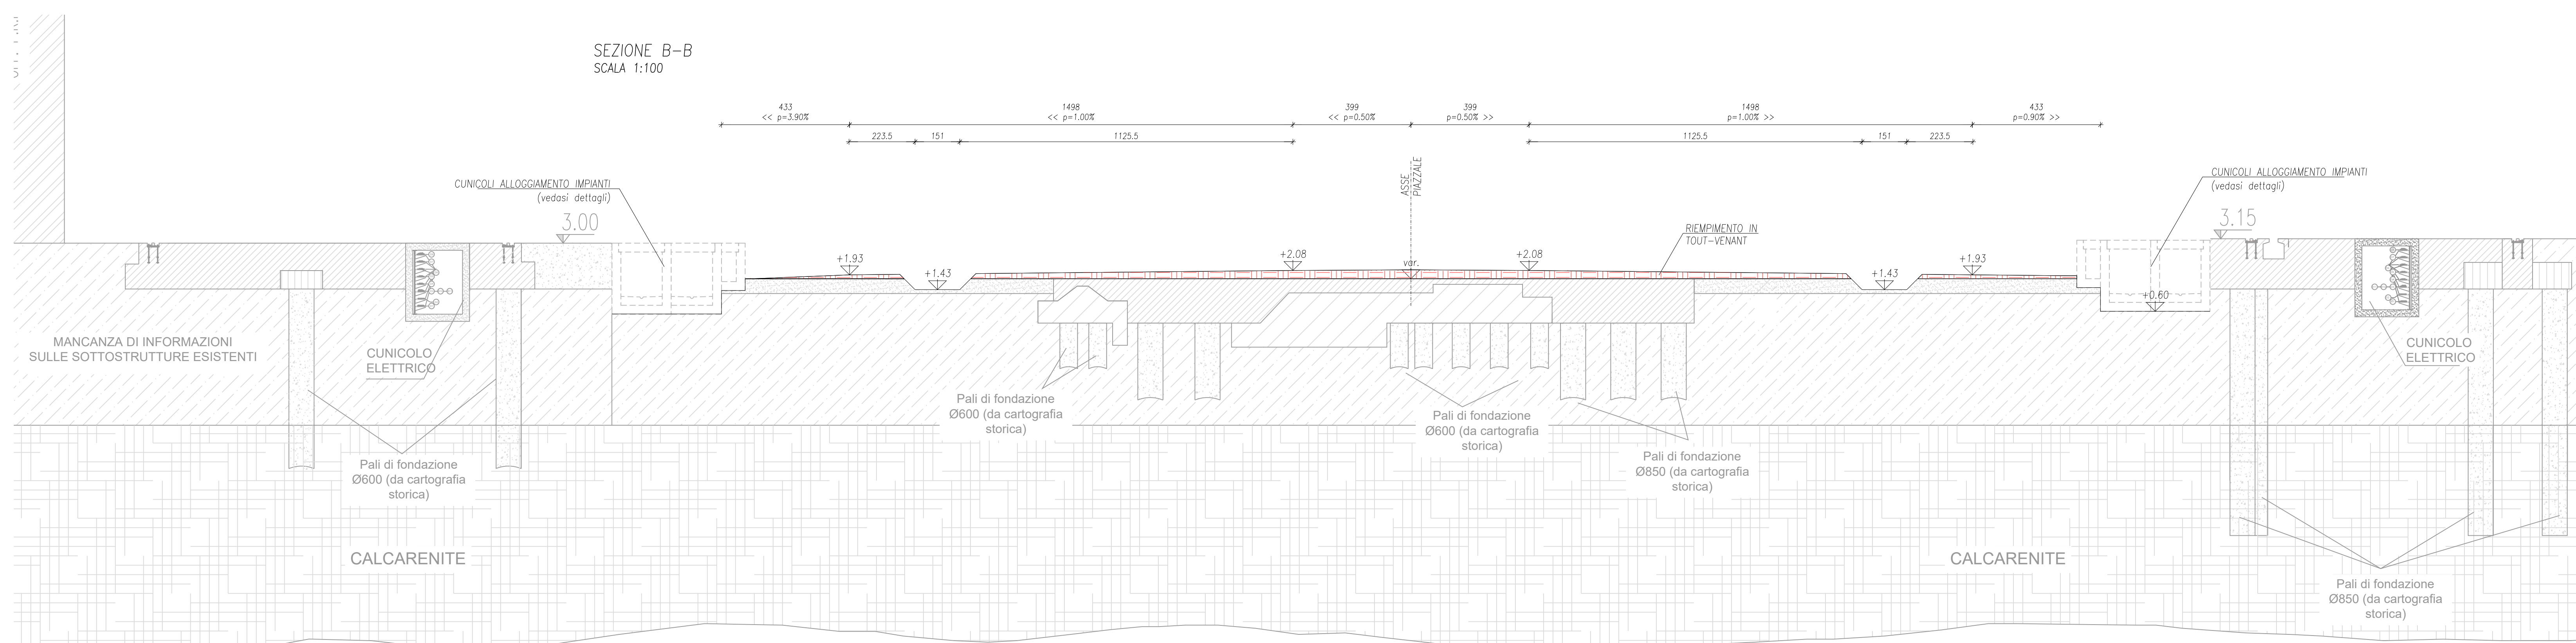 SEZIONE B-B
SCALA 1:100
433
<< p=3.90%
1498
<< p=1.00%
399
<< p=0.50%
399
p=0.50% >>
1498
p=1.00% >>
433
p=0.90% >>
223.5
151
1125.5
1125.5
151
223.5
ASSE
PIAZZALE
CUNICOLI ALLOGGIAMENTO IMPIANTI
(vedasi dettagli)
3.00
CUNICOLI ALLOGGIAMENTO IMPIANTI
(vedasi dettagli)
3.15
RIEMPIMENTO IN
TOUT-VENANT
+1.93
+1.43
+2.08
var.
+2.08
+1.43
+1.93
+0.60
MANCANZA DI INFORMAZIONI
SULLE SOTTOSTRUTTURE ESISTENTI
CUNICOLO
ELETTRICO
CUNICOLO
ELETTRICO
Pali di fondazione
Ø600 (da cartografia
storica)
Pali di fondazione
Ø600 (da cartografia
storica)
Pali di fondazione
Ø850 (da cartografia
storica)
Pali di fondazione
Ø600 (da cartografia
storica)
CALCARENITE
CALCARENITE
Pali di fondazione
Ø850 (da cartografia
storica)